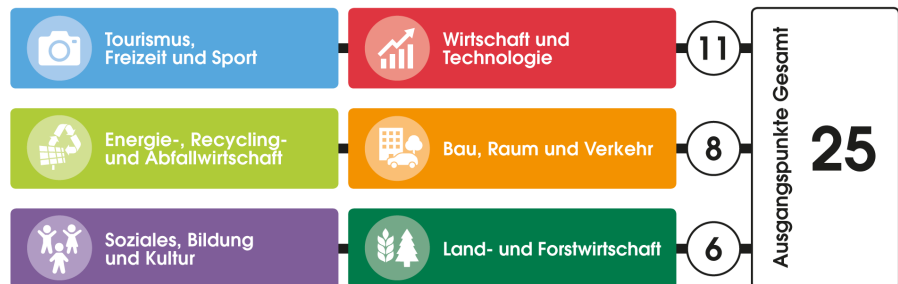 Tourismus,
Freizeit und Sport
Wirtschaft und
Technologie
11
Energie-, Recycling-
und Abfallwirtschaft
Bau, Raum und Verkehr
8
Soziales, Bildung
und Kultur
Land- und Forstwirtschaft
6
Ausgangspunkte Gesamt
25